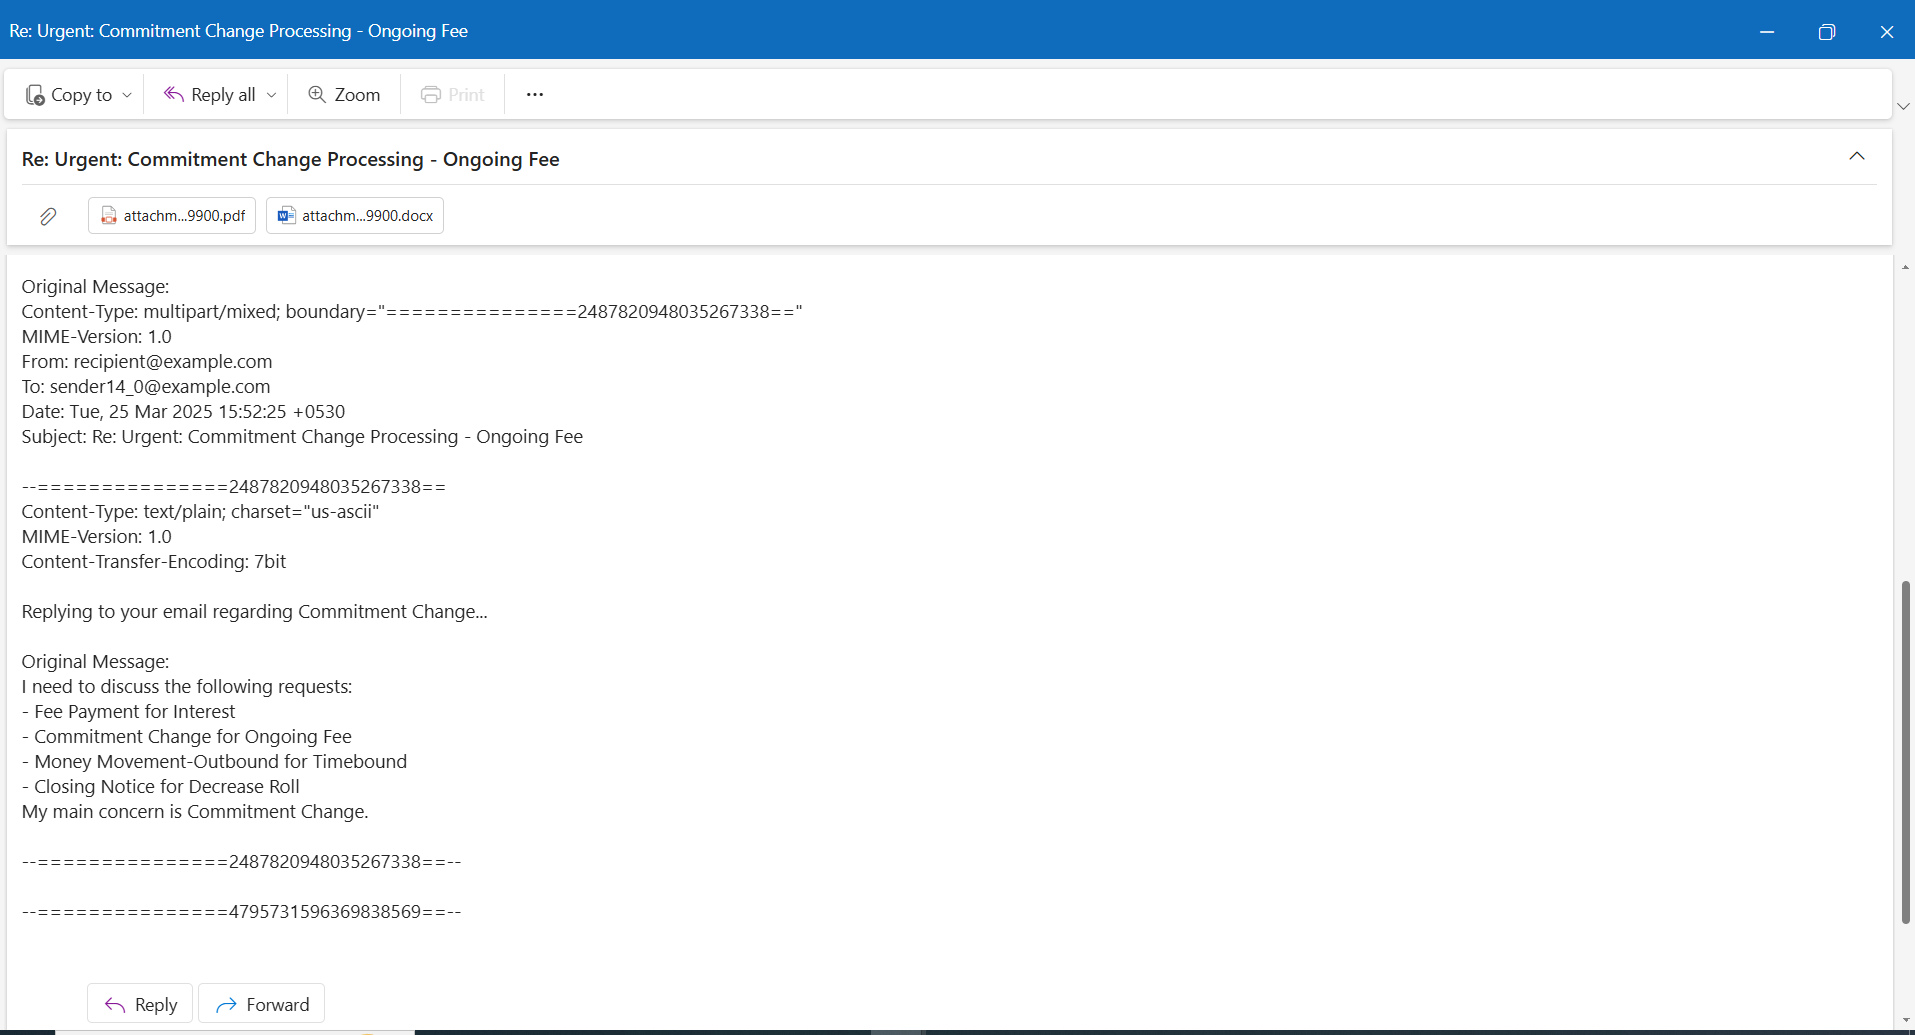 Re: Urgent: Commitment Change Processing - Ongoing Fee
Copy to
Reply all
Zoom
Print
...
Re: Urgent: Commitment Change Processing - Ongoing Fee
attachm...9900.pdf
attachm...9900.docx
Original Message:
Content-Type: multipart/mixed; boundary="===============2487820948035267338=="
MIME-Version: 1.0
From: recipient@example.com
To: sender14_0@example.com
Date: Tue, 25 Mar 2025 15:52:25 +0530
Subject: Re: Urgent: Commitment Change Processing - Ongoing Fee
--===============2487820948035267338==
Content-Type: text/plain; charset="us-ascii"
MIME-Version: 1.0
Content-Transfer-Encoding: 7bit
Replying to your email regarding Commitment Change...
Original Message:
I need to discuss the following requests:
- Fee Payment for Interest
- Commitment Change for Ongoing Fee
- Money Movement-Outbound for Timebound
- Closing Notice for Decrease Roll
My main concern is Commitment Change.
--===============2487820948035267338==--
--===============4795731596369838569==--
Reply
Forward